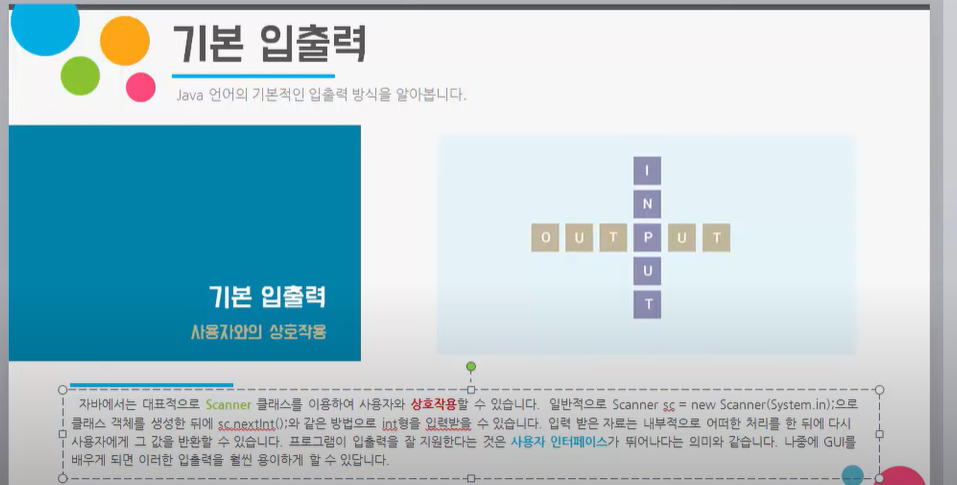 기본 입출력
Java 언어의 기본적인 입출력 방식을 알아봅니다.
I
N
O U T P U T
U
T
기본 입출력
사용자와의 상호작용
자바에서는 대표적으로 Scanner 클래스를 이용하여 사용자와 상호작용할 수 있습니다. 일반적으로 Scanner sc = new Scanner(System.in);으로
클래스 객체를 생성한 뒤에 sc.nextInt();와 같은 방법으로 int형을 입력받을 수 있습니다. 입력 받은 자료는 내부적으로 어떠한 처리를 한 뒤에 다시
사용자에게 그 값을 반환할 수 있습니다. 프로그램이 입출력을 잘 지원한다는 것은 사용자 인터페이스가 뛰어나다는 의미와 같습니다. 나중에 GUI를
배우게 되면 이러한 입출력을 훨씬 용이하게 할 수 있답니다.